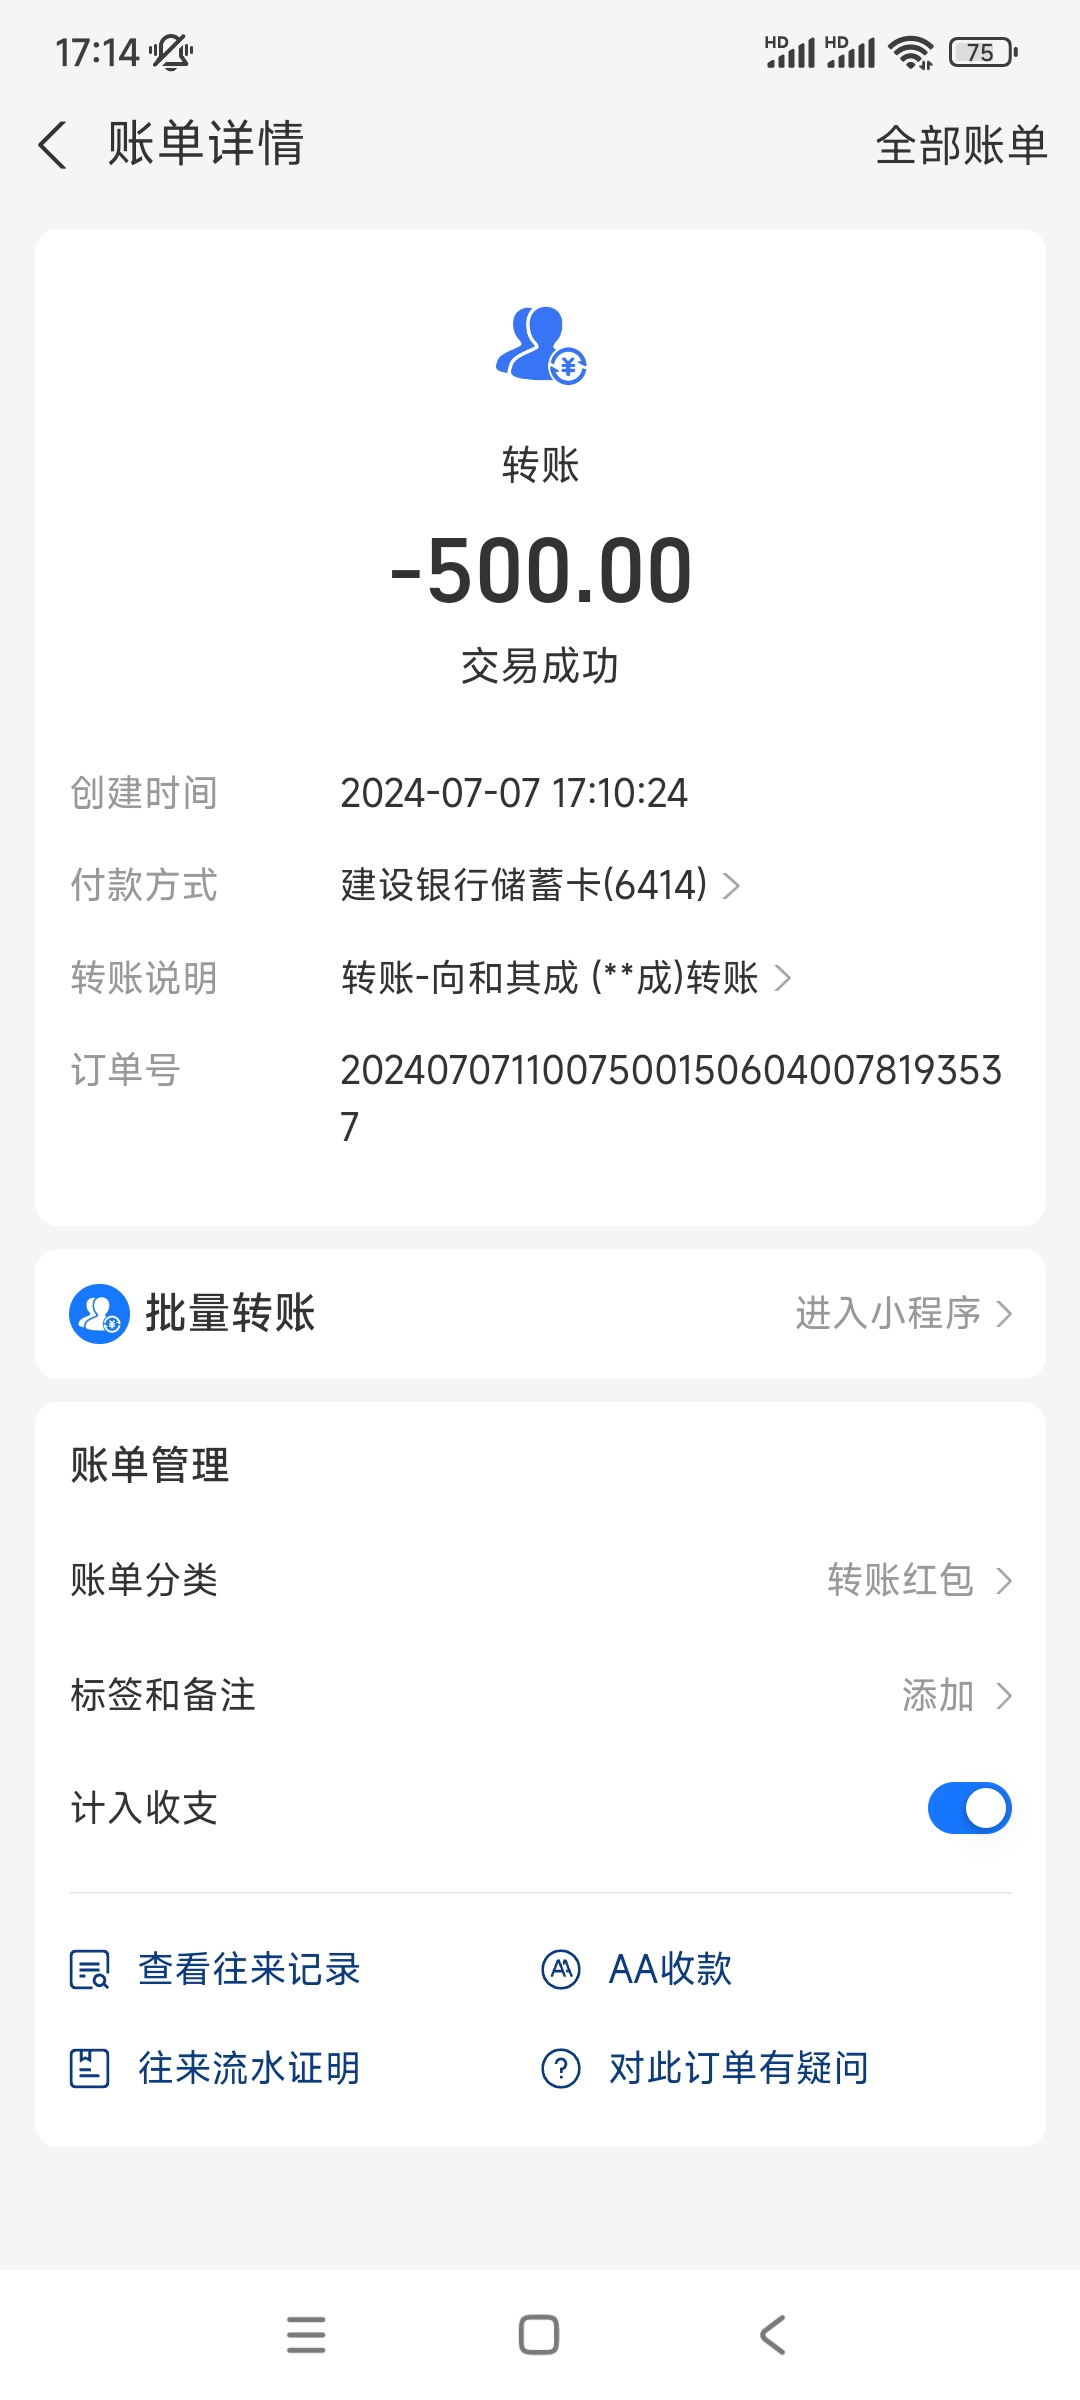 17:14
HD HD 75
账单详情 全部账单
转账
-500.00
交易成功
创建时间 2024-07-07 17:10:24
付款方式 建设银行储蓄卡(6414)
转账说明 转账-向和其成 (**成)转账
订单号 2024070711007500150604007819353
7
批量转账 进入小程序
账单管理
账单分类 转账红包
标签和备注 添加
计入收支
查看往来记录 AA收款
往来流水证明 对此订单有疑问